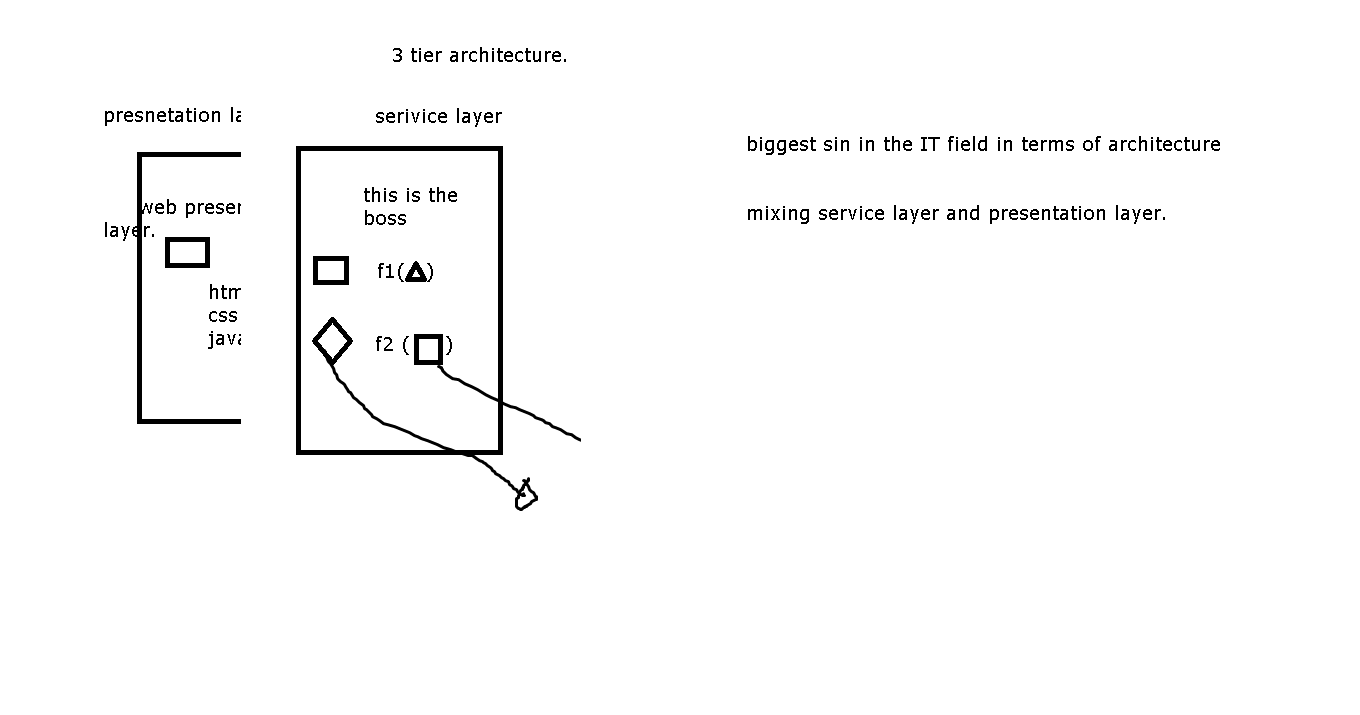 3 tier architecture.
presnetation la
serivice layer
biggest sin in the IT field in terms of architecture
this is the
boss
web preser
layer.
mixing service layer and presentation layer.
f1( )
htm
css
java
f2 ( )